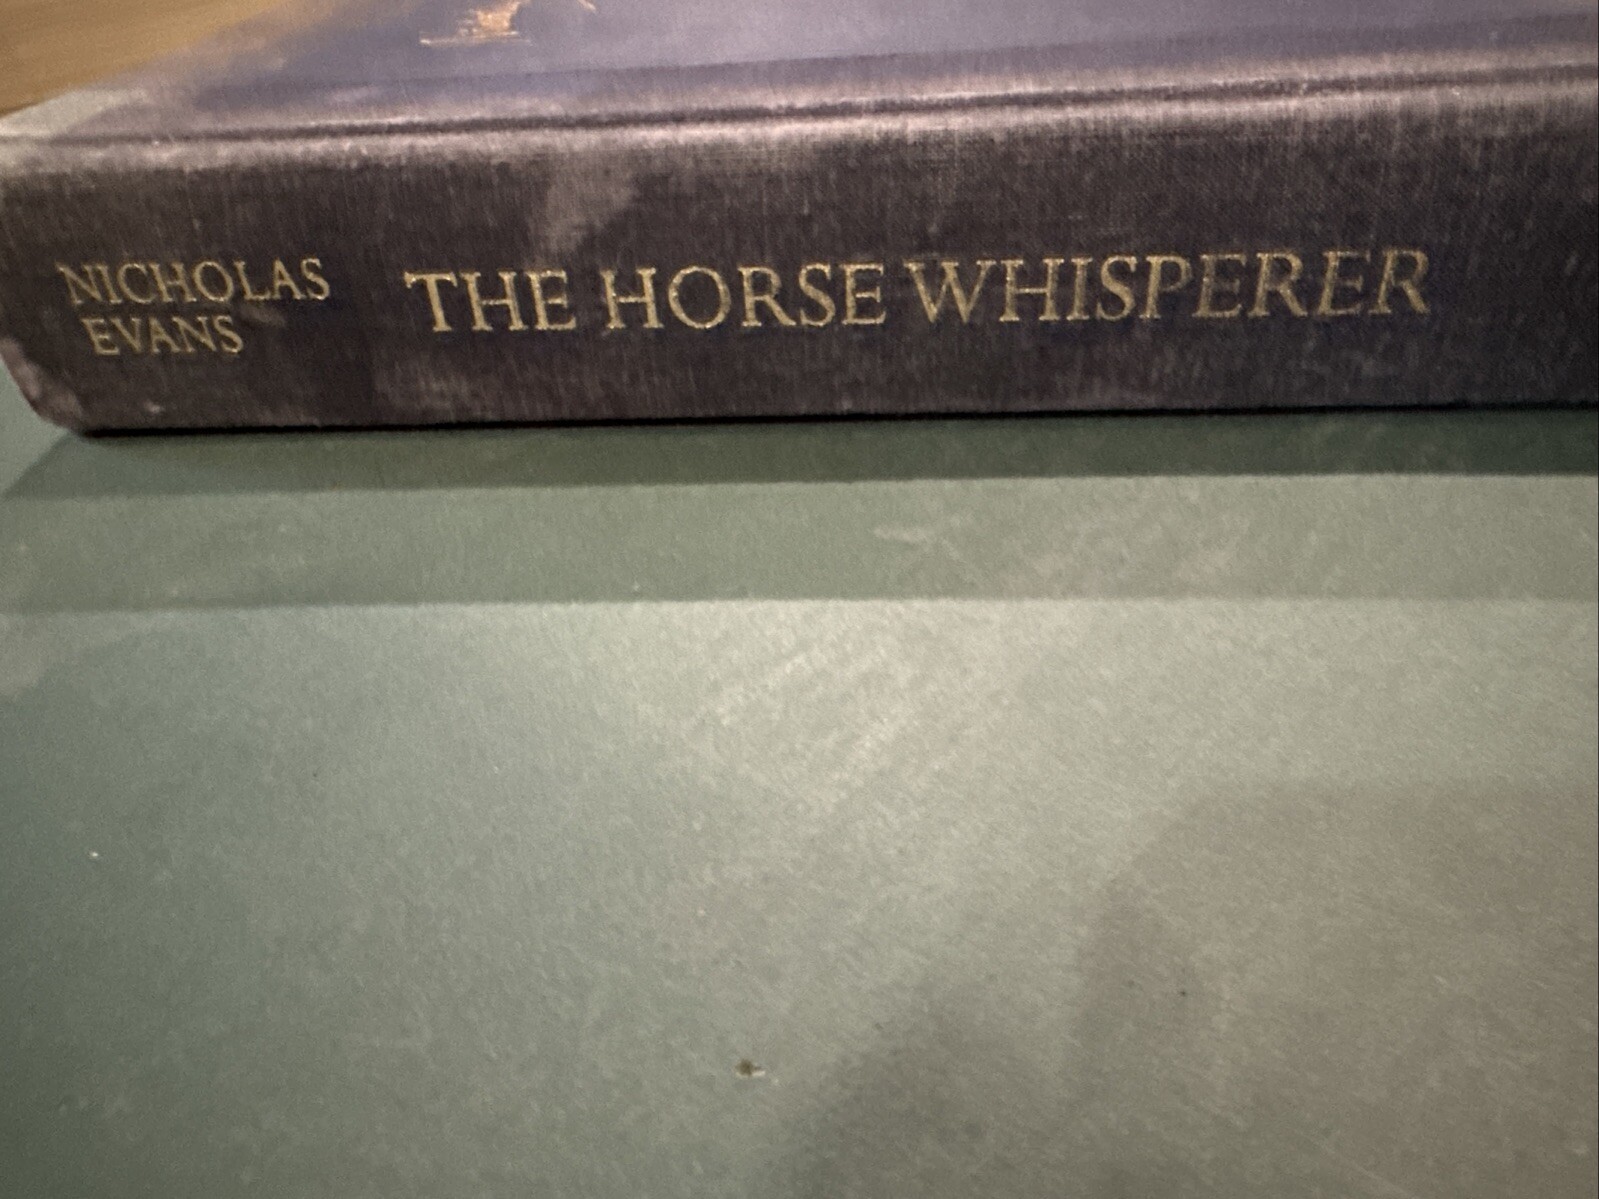 NICHOLAS
EVANS
THE HORSE WHISPERER